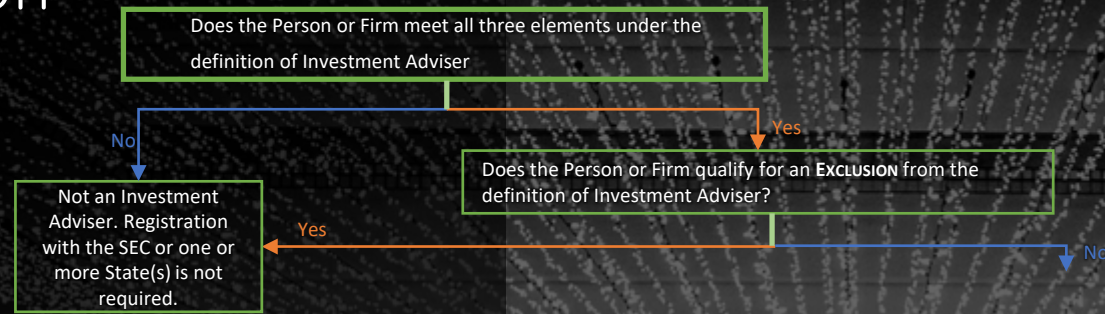 Does the Person or Firm meet all three elements under the
definition of Investment Adviser
No
Yes
Does the Person or Firm qualify for an EXCLUSION from the
definition of Investment Adviser?
Not an Investment
Adviser. Registration
with the SEC or one or
more State(s) is not
required.
Yes
No